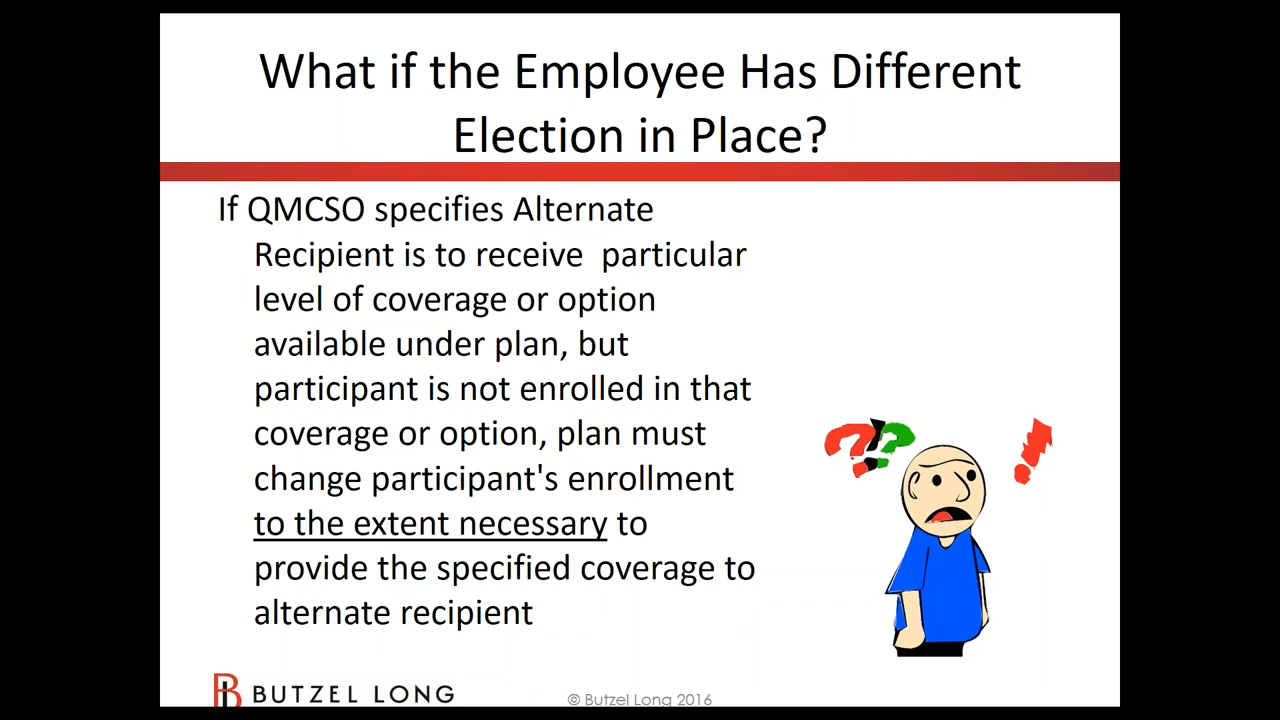 What if the Employee Has Different
Election in Place?
If QMCSO specifies Alternate
Recipient is to receive  particular
level of coverage or option
available under plan, but
participant is not enrolled in that
coverage or option, plan must
change participant's enrollment
to the extent necessary to
provide the specified coverage to
alternate recipient
??
!
BUTZEL LONG
© Butzel Long 2016